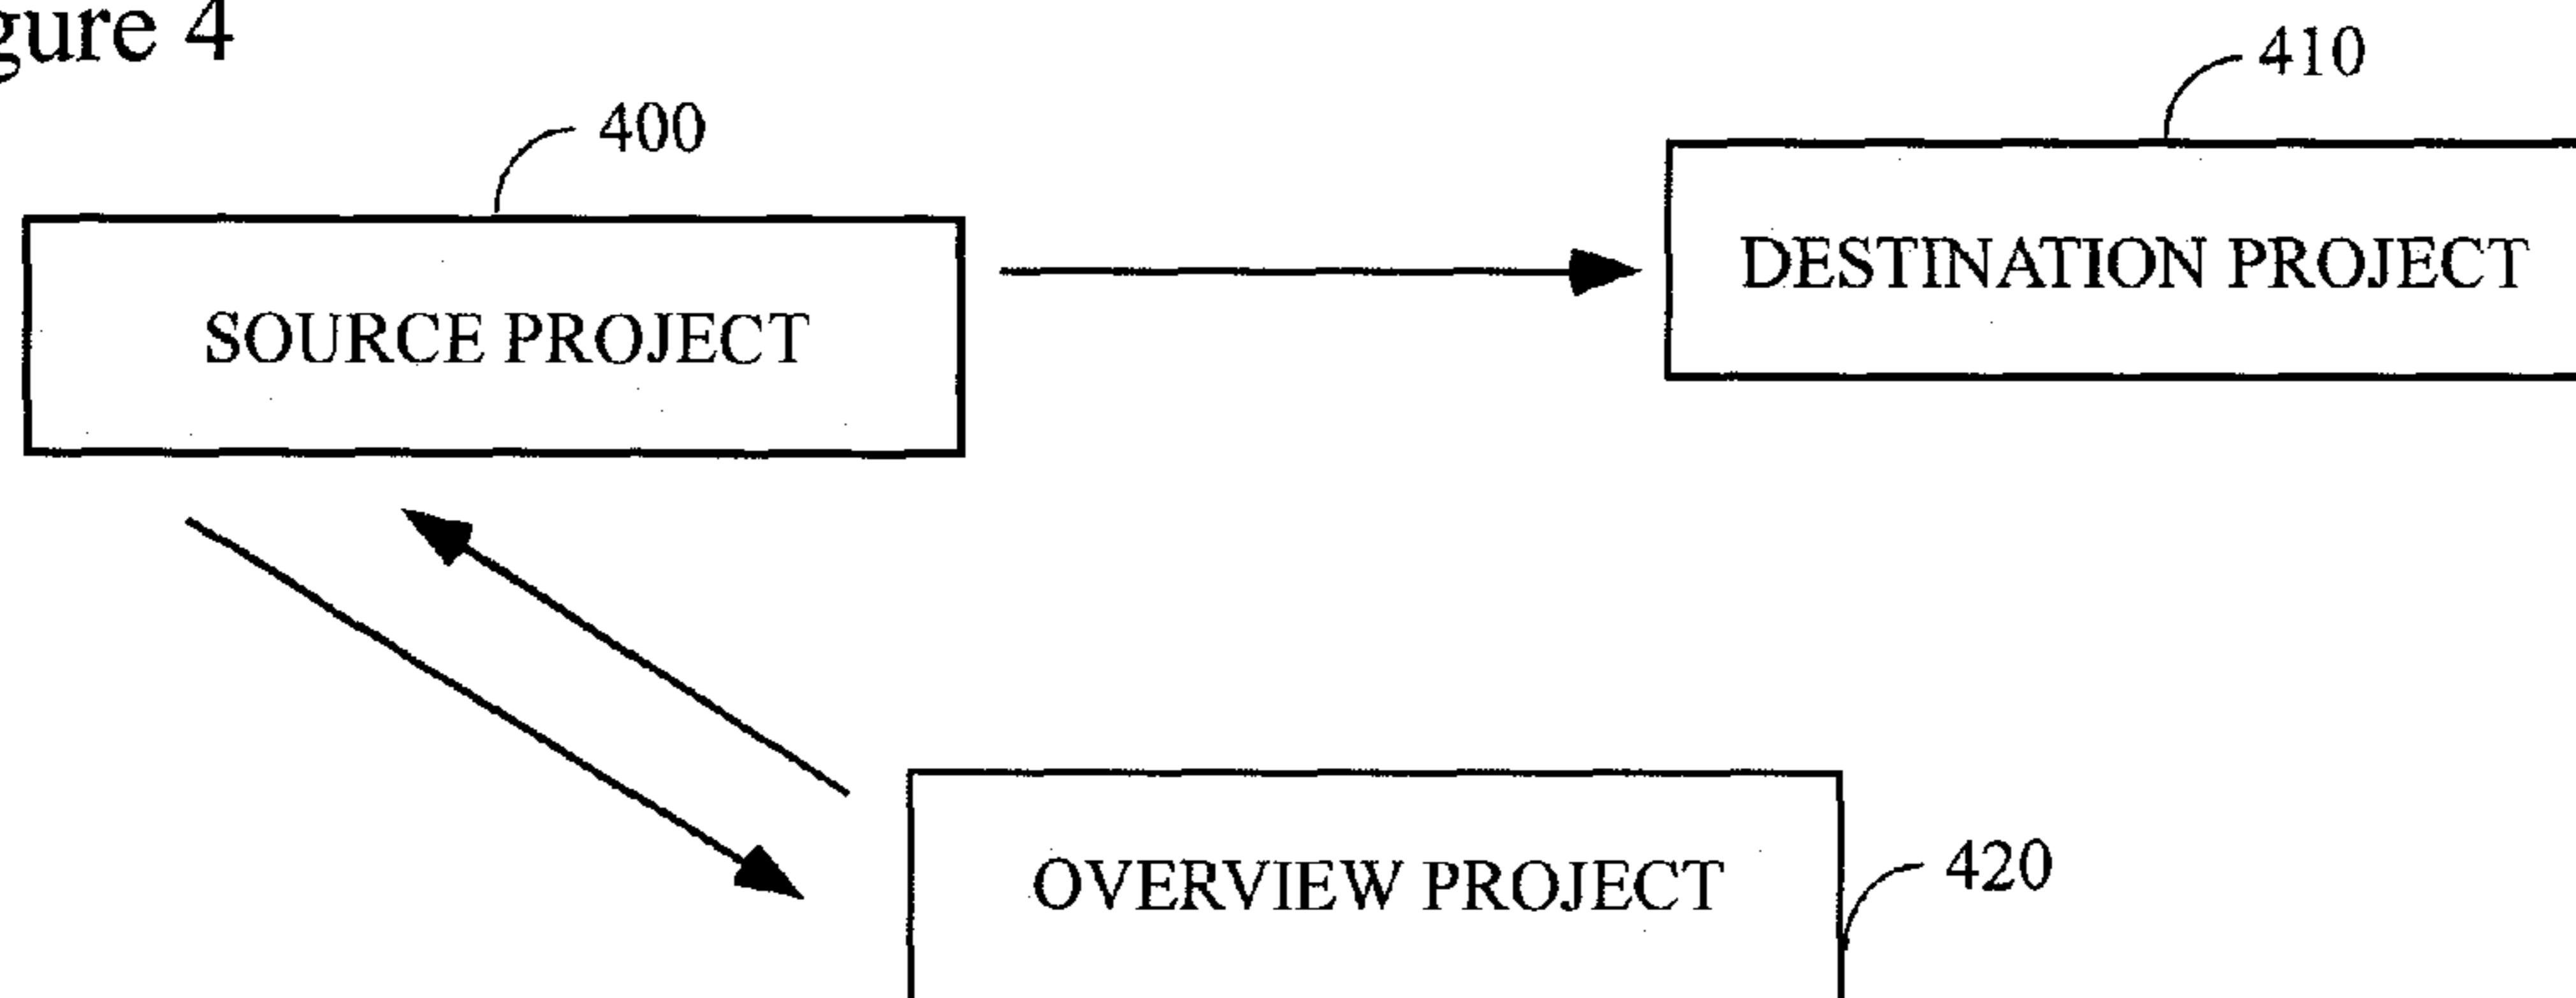 gure 4
410
400
DESTINATION PROJECT
SOURCE PROJECT
OVERVIEW PROJECT
420